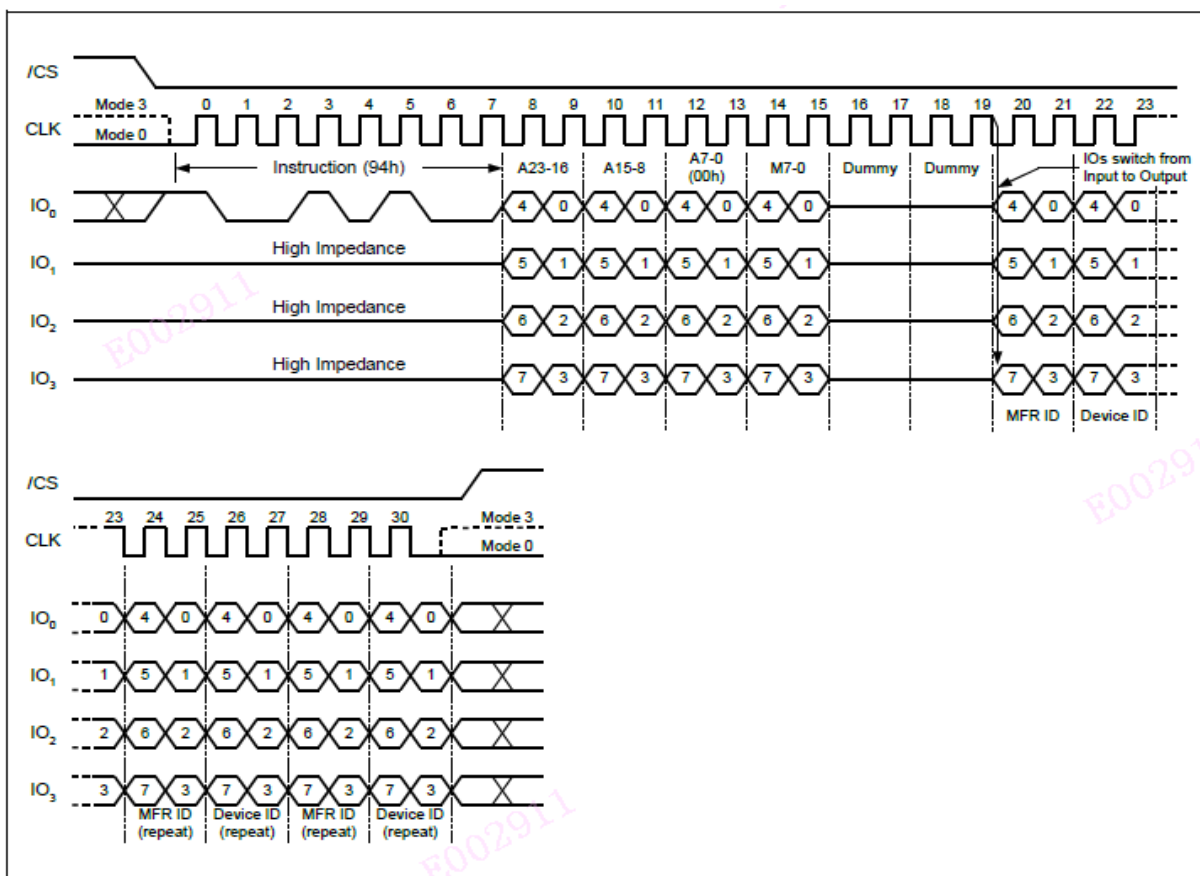 /CS
Mode 3 0 1 2 3 4 5 6 7 8 9 10 11 12 13 14 15 16 17 18 19 20 21 22 23
CLK Mode 0
Instruction (94h) A23-16 A15-8 A7-0 (00h) M7-0 Dummy Dummy IOs switch from Input to Output
IO0 4 0 4 0 4 0 4 0 4 0 4 0
High Impedance
IO1 5 1 5 1 5 1 5 1 5 1 5 1
High Impedance
IO2 6 2 6 2 6 2 6 2 6 2 6 2
High Impedance
IO3 7 3 7 3 7 3 7 3 7 3 7 3
MFR ID Device ID
E002911
E002911
/CS
23 24 25 26 27 28 29 30 Mode 3
CLK Mode 0
IO0 0 4 0 4 0 4 0 4 0
IO1 1 5 1 5 1 5 1 5 1
IO2 2 6 2 6 2 6 2 6 2
IO3 3 7 3 7 3 7 3 7 3
MFR ID Device ID MFR ID Device ID
(repeat) (repeat) (repeat) (repeat)
E002911